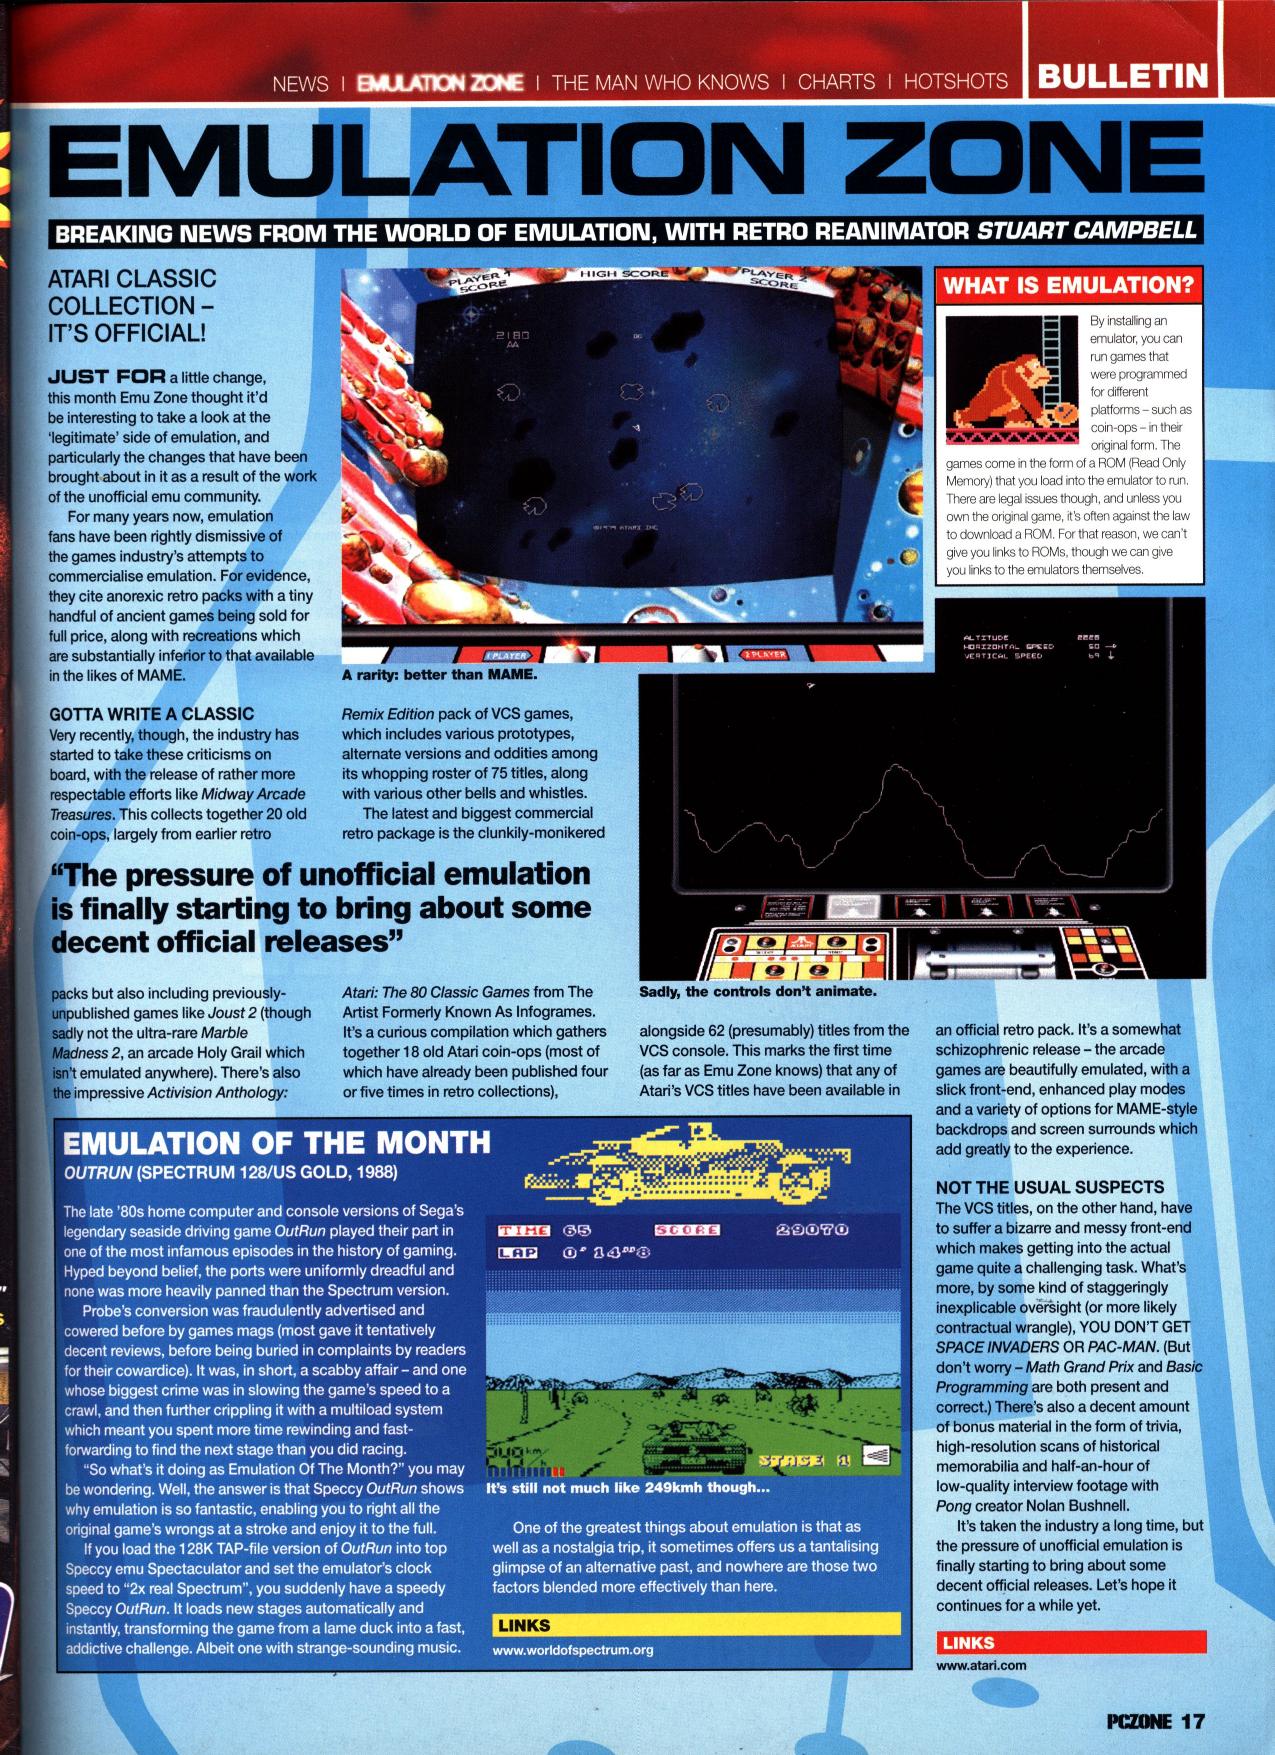 NEWS | EMULATION ZONE | THE MAN WHO KNOWS | CHARTS | HOTSHOTS
BULLETIN
EMULATION ZONE
BREAKING NEWS FROM THE WORLD OF EMULATION, WITH RETRO REANIMATOR STUART CAMPBELL
ATARI CLASSIC
COLLECTION –
IT'S OFFICIAL!
JUST FOR a little change,
this month Emu Zone thought it'd
be interesting to take a look at the
'legitimate' side of emulation, and
particularly the changes that have been
brought about in it as a result of the work
of the unofficial emu community.
For many years now, emulation
fans have been rightly dismissive of
the games industry's attempts to
commercialise emulation. For evidence,
they cite anorexic retro packs with a tiny
handful of ancient games being sold for
full price, along with recreations which
are substantially inferior to that available
in the likes of MAME.
GOTTA WRITE A CLASSIC
Very recently, though, the industry has
started to take these criticisms on
board, with the release of rather more
respectable efforts like Midway Arcade
Treasures. This collects together 20 old
coin-ops, largely from earlier retro
"The pressure of unofficial emulation
is finally starting to bring about some
decent official releases"
packs but also including previously-
unpublished games like Joust 2 (though
sadly not the ultra-rare Marble
Madness 2, an arcade Holy Grail which
isn't emulated anywhere). There's also
the impressive Activision Anthology:
PLAYER 1
SCORE
HIGH SCORE
PLAYER 2
SCORE
2180
AA
00
©1979 ATARI INC
1 PLAYER
2 PLAYER
A rarity: better than MAME.
Remix Edition pack of VCS games,
which includes various prototypes,
alternate versions and oddities among
its whopping roster of 75 titles, along
with various other bells and whistles.
The latest and biggest commercial
retro package is the clunkily-monikered
Atari: The 80 Classic Games from The
Artist Formerly Known As Infogrames.
It's a curious compilation which gathers
together 18 old Atari coin-ops (most of
which have already been published four
or five times in retro collections),
WHAT IS EMULATION?
By installing an
emulator, you can
run games that
were programmed
for different
platforms – such as
coin-ops – in their
original form. The
games come in the form of a ROM (Read Only
Memory) that you load into the emulator to run.
There are legal issues though, and unless you
own the original game, it's often against the law
to download a ROM. For that reason, we can't
give you links to ROMs, though we can give
you links to the emulators themselves.
ALTITUDE
HORIZONTAL SPEED 50 →
VERTICAL SPEED 69 ↓
ATARI
Sadly, the controls don't animate.
alongside 62 (presumably) titles from the
VCS console. This marks the first time
(as far as Emu Zone knows) that any of
Atari's VCS titles have been available in
an official retro pack. It's a somewhat
schizophrenic release – the arcade
games are beautifully emulated, with a
slick front-end, enhanced play modes
and a variety of options for MAME-style
backdrops and screen surrounds which
add greatly to the experience.
NOT THE USUAL SUSPECTS
The VCS titles, on the other hand, have
to suffer a bizarre and messy front-end
which makes getting into the actual
game quite a challenging task. What's
more, by some kind of staggeringly
inexplicable oversight (or more likely
contractual wrangle), YOU DON'T GET
SPACE INVADERS OR PAC-MAN. (But
don't worry – Math Grand Prix and Basic
Programming are both present and
correct.) There's also a decent amount
of bonus material in the form of trivia,
high-resolution scans of historical
memorabilia and half-an-hour of
low-quality interview footage with
Pong creator Nolan Bushnell.
It's taken the industry a long time, but
the pressure of unofficial emulation is
finally starting to bring about some
decent official releases. Let's hope it
continues for a while yet.
LINKS
www.atari.com
EMULATION OF THE MONTH
OUTRUN (SPECTRUM 128/US GOLD, 1988)
The late '80s home computer and console versions of Sega's
legendary seaside driving game OutRun played their part in
one of the most infamous episodes in the history of gaming.
Hyped beyond belief, the ports were uniformly dreadful and
none was more heavily panned than the Spectrum version.
Probe's conversion was fraudulently advertised and
cowered before by games mags (most gave it tentatively
decent reviews, before being buried in complaints by readers
for their cowardice). It was, in short, a scabby affair – and one
whose biggest crime was in slowing the game's speed to a
crawl, and then further crippling it with a multiload system
which meant you spent more time rewinding and fast-
forwarding to find the next stage than you did racing.
"So what's it doing as Emulation Of The Month?" you may
be wondering. Well, the answer is that Speccy OutRun shows
why emulation is so fantastic, enabling you to right all the
original game's wrongs at a stroke and enjoy it to the full.
If you load the 128K TAP-file version of OutRun into top
Speccy emu Spectaculator and set the emulator's clock
speed to "2x real Spectrum", you suddenly have a speedy
Speccy OutRun. It loads new stages automatically and
instantly, transforming the game from a lame duck into a fast,
addictive challenge. Albeit one with strange-sounding music.
TIME 65 SCORE 29070
LAP 0' 14"8
249 km/h
STAGE 1
It's still not much like 249kmh though...
One of the greatest things about emulation is that as
well as a nostalgia trip, it sometimes offers us a tantalising
glimpse of an alternative past, and nowhere are those two
factors blended more effectively than here.
LINKS
www.worldofspectrum.org
PCZONE 17